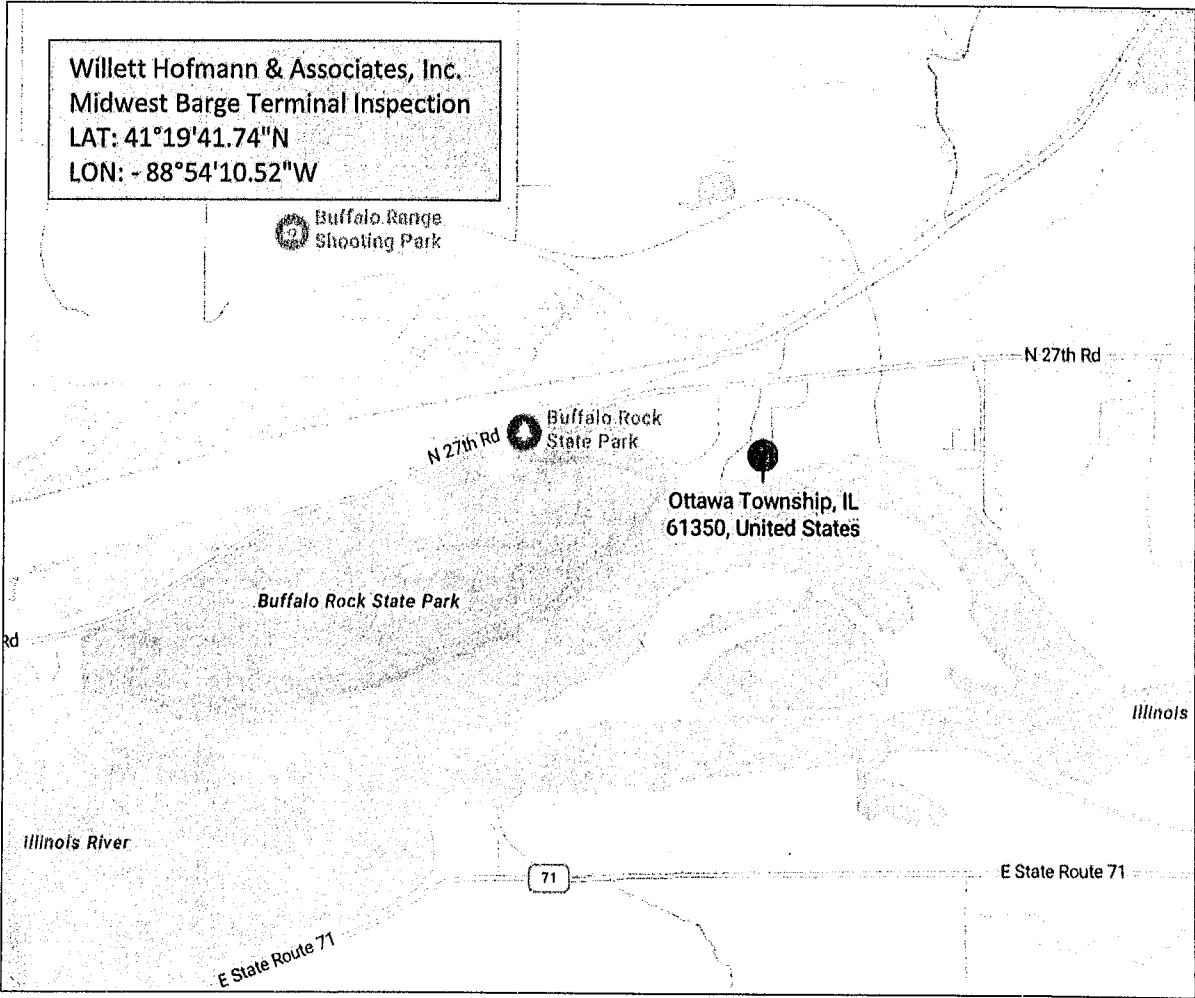 Willett Hofmann & Associates, Inc.
Midwest Barge Terminal Inspection
LAT: 41°19'41.74"N
LON: - 88°54'10.52"W
Buffalo Range
Shooting Park
N 27th Rd
Buffalo Rock
State Park
N 27th Rd
Ottawa Township, IL
61350, United States
Buffalo Rock State Park
Rd
Illinois
Illinois River
71
E State Route 71
E State Route 71